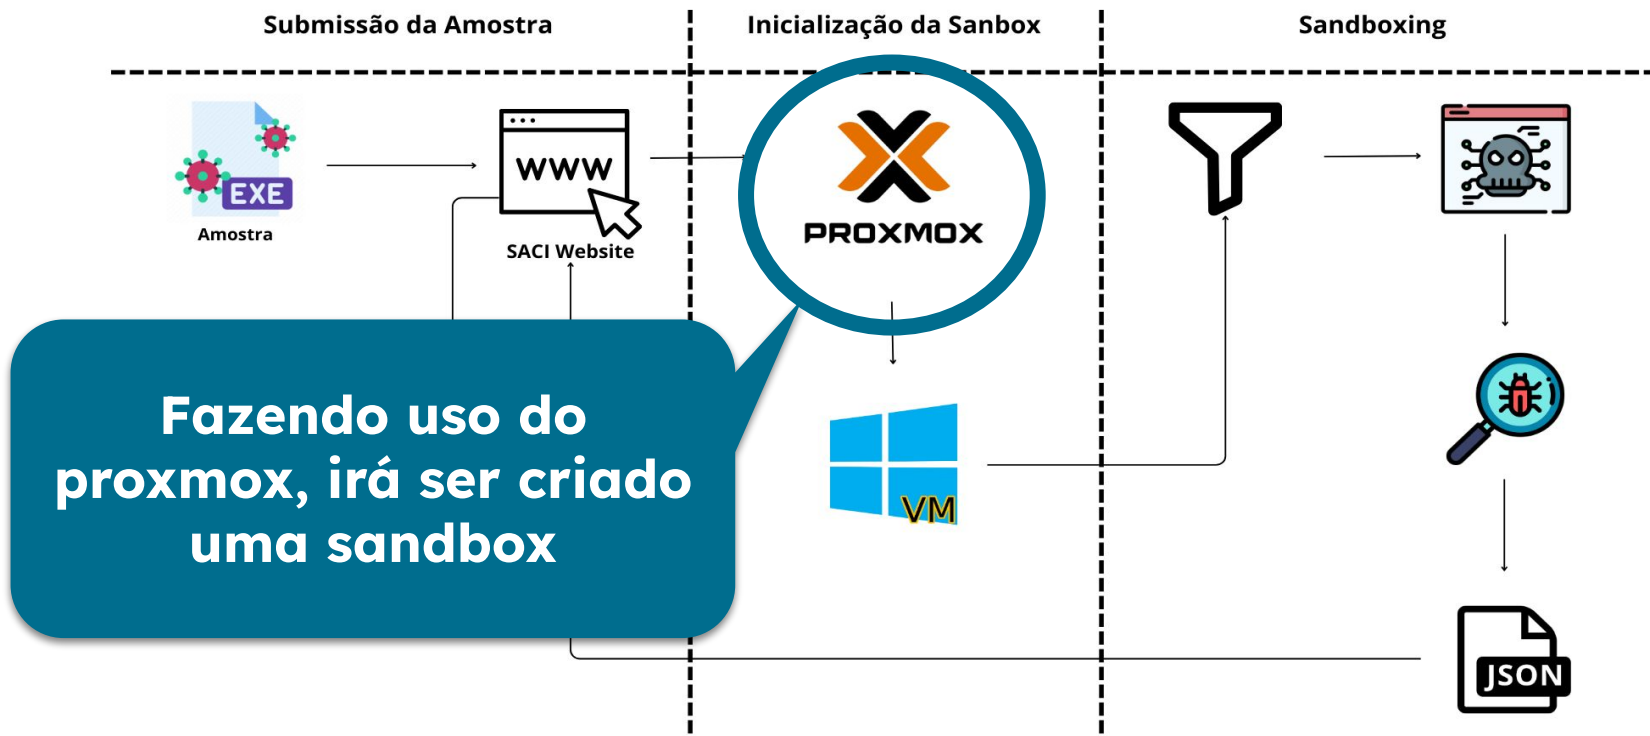 Submissão da Amostra
Inicialização da Sanbox
Sandboxing
EXE
Amostra
WWW
SACI Website
PROXMOX
Fazendo uso do
proxmox, irá ser criado
uma sandbox
VM
JSON